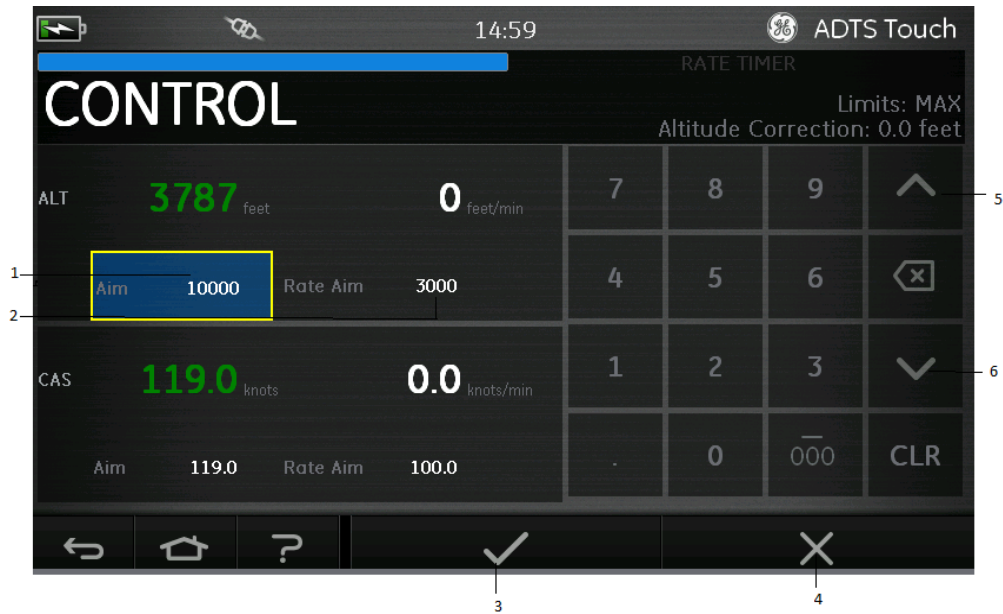 14:59 ADTS Touch
RATE TIMER
CONTROL
Limits: MAX
Altitude Correction: 0.0 feet
ALT 3787 feet 0 feet/min
Aim 10000 Rate Aim 3000
CAS 119.0 knots 0.0 knots/min
Aim 119.0 Rate Aim 100.0
7 8 9
4 5 6
1 2 3
. 0 000 CLR
1
2
3
4
5
6